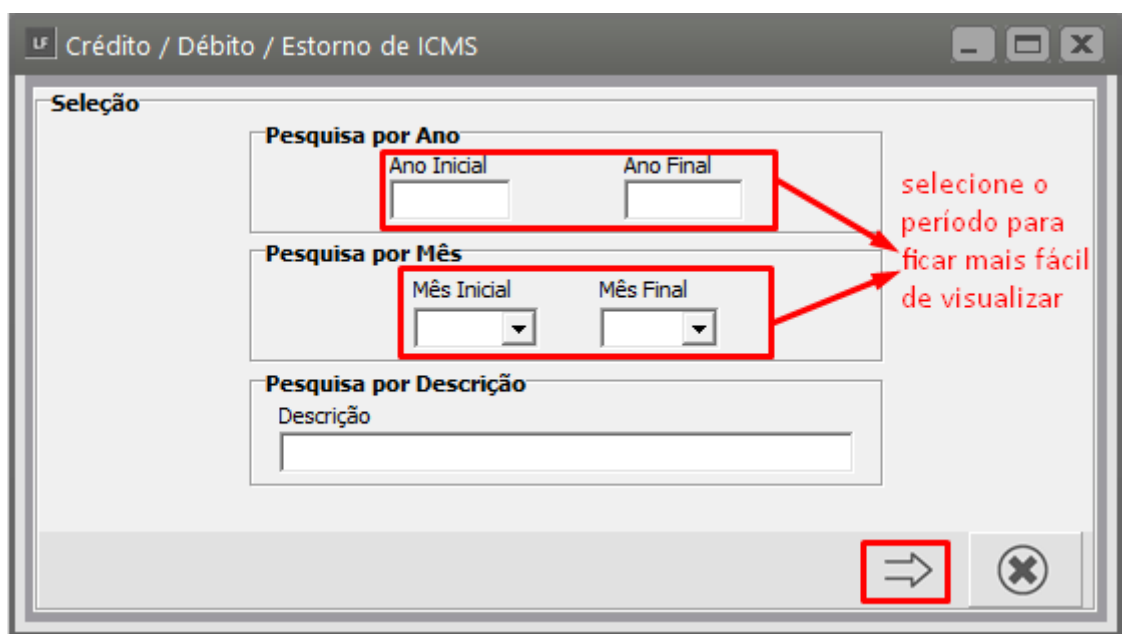 LF Crédito / Débito / Estorno de ICMS
Seleção
Pesquisa por Ano
Ano Inicial Ano Final
Pesquisa por Mês
Mês Inicial Mês Final
Pesquisa por Descrição
Descrição
selecione o
período para
ficar mais fácil
de visualizar